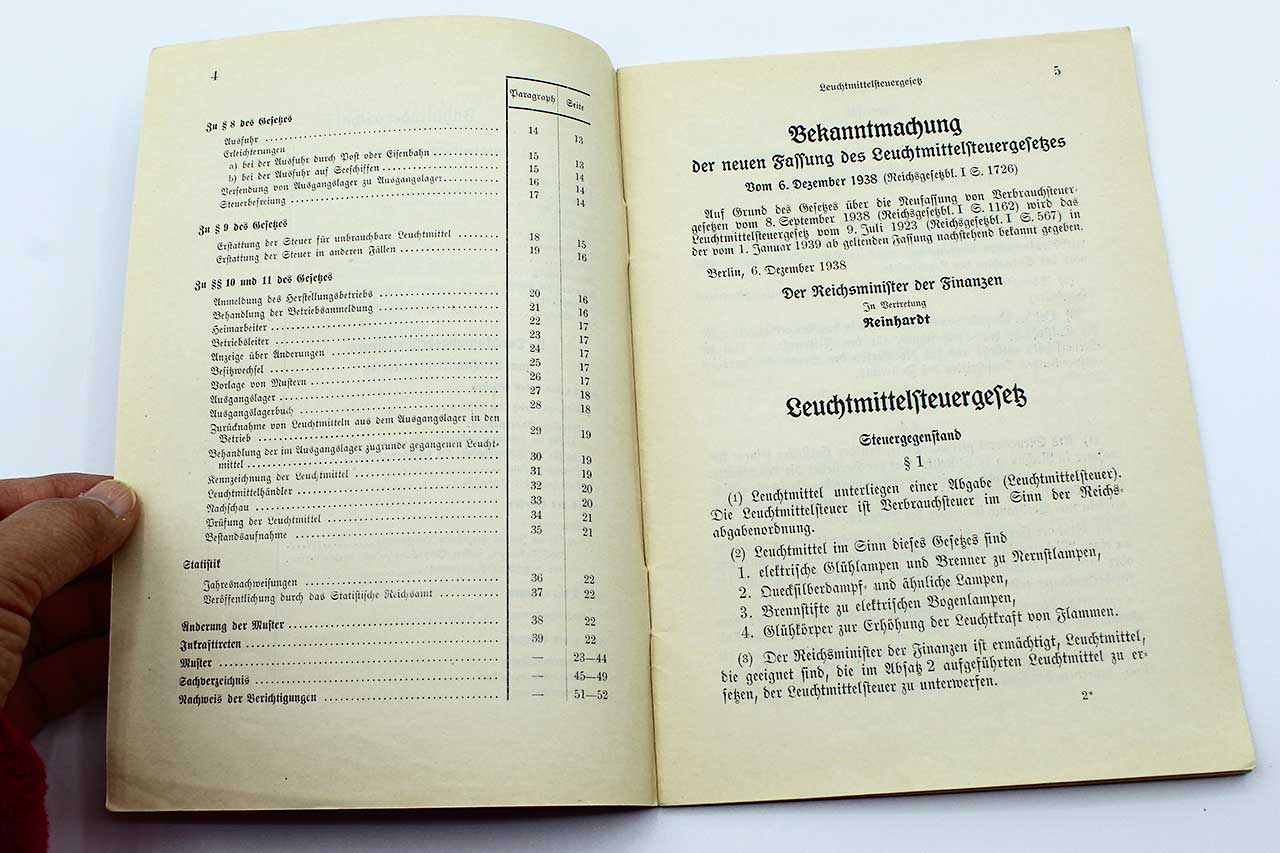 4
Paragraph Seite
Zu § 8 des Gesetzes
Ausfuhr 14 13
Erleichterungen
a) bei der Ausfuhr durch Post oder Eisenbahn 15 13
b) bei der Ausfuhr auf Seeschiffen 15 14
Versendung von Ausgangslager zu Ausgangslager 16 14
Steuerbefreiung 17 14
Zu § 9 des Gesetzes
Erstattung der Steuer für unbrauchbare Leuchtmittel 18 15
Erstattung der Steuer in anderen Fällen 19 16
Zu §§ 10 und 11 des Gesetzes
Anmeldung des Herstellungsbetriebs 20 16
Behandlung der Betriebsanmeldung 21 16
Heimarbeiter 22 17
Betriebsleiter 23 17
Anzeige über Änderungen 24 17
Besitzwechsel 25 17
Vorlage von Mustern 26 17
Ausgangslager 27 18
Ausgangslagerbuch 28 18
Zurücknahme von Leuchtmitteln aus dem Ausgangslager in den
Betrieb 29 19
Behandlung der im Ausgangslager zugrunde gegangenen Leucht-
mittel 30 19
Kennzeichnung der Leuchtmittel 31 19
Leuchtmittelhändler 32 20
Nachschau 33 20
Prüfung der Leuchtmittel 34 21
Bestandsaufnahme 35 21
Statistik
Jahresnachweisungen 36 22
Veröffentlichung durch das Statistische Reichsamt 37 22
Änderung der Muster 38 22
Inkrafttreten 39 22
Muster — 23—44
Sachverzeichnis — 45—49
Nachweis der Berichtigungen — 51—52
Leuchtmittelsteuergesetz 5
Bekanntmachung
der neuen Fassung des Leuchtmittelsteuergesetzes
Vom 6. Dezember 1938 (Reichsgesetzbl. I S. 1726)
Auf Grund des Gesetzes über die Neufassung von Verbrauchsteuer-
gesetzen vom 8. September 1938 (Reichsgesetzbl. I S. 1162) wird das
Leuchtmittelsteuergesetz vom 9. Juli 1923 (Reichsgesetzbl. I S. 567) in
der vom 1. Januar 1939 ab geltenden Fassung nachstehend bekannt gegeben.
Berlin, 6. Dezember 1938
Der Reichsminister der Finanzen
In Vertretung
Reinhardt
Leuchtmittelsteuergesetz
Steuergegenstand
§ 1
(1) Leuchtmittel unterliegen einer Abgabe (Leuchtmittelsteuer).
Die Leuchtmittelsteuer ist Verbrauchsteuer im Sinn der Reichs-
abgabenordnung.
(2) Leuchtmittel im Sinn dieses Gesetzes sind
1. elektrische Glühlampen und Brenner zu Nernstlampen,
2. Quecksilberdampf- und ähnliche Lampen,
3. Brennstifte zu elektrischen Bogenlampen,
4. Glühkörper zur Erhöhung der Leuchtkraft von Flammen.
(3) Der Reichsminister der Finanzen ist ermächtigt, Leuchtmittel,
die geeignet sind, die im Absatz 2 aufgeführten Leuchtmittel zu er-
setzen, der Leuchtmittelsteuer zu unterwerfen.
2*